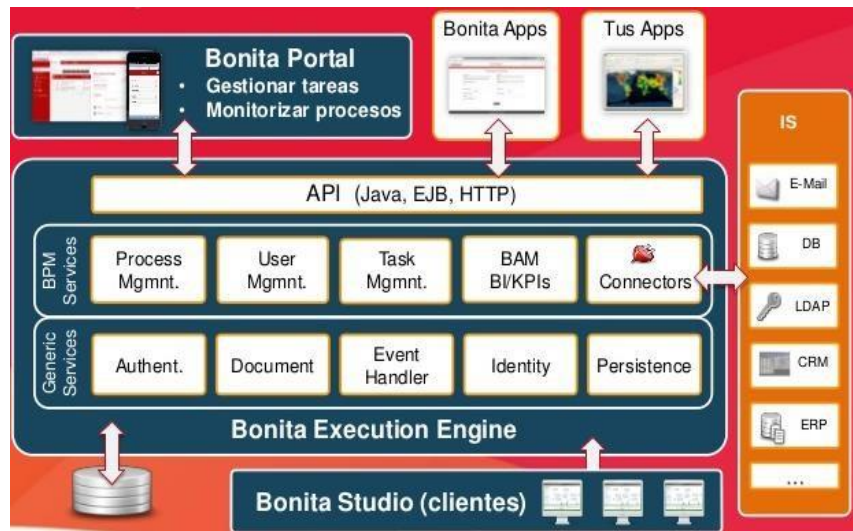 Bonita Portal
• Gestionar tareas
• Monitorizar procesos
Bonita Apps
Tus Apps
IS
E-Mail
DB
LDAP
CRM
ERP
...
API (Java, EJB, HTTP)
BPM
Services
Process
Mgmnt.
User
Mgmnt.
Task
Mgmnt.
BAM
BI/KPIs
Connectors
Generic
Services
Authent.
Document
Event
Handler
Identity
Persistence
Bonita Execution Engine
Bonita Studio (clientes)